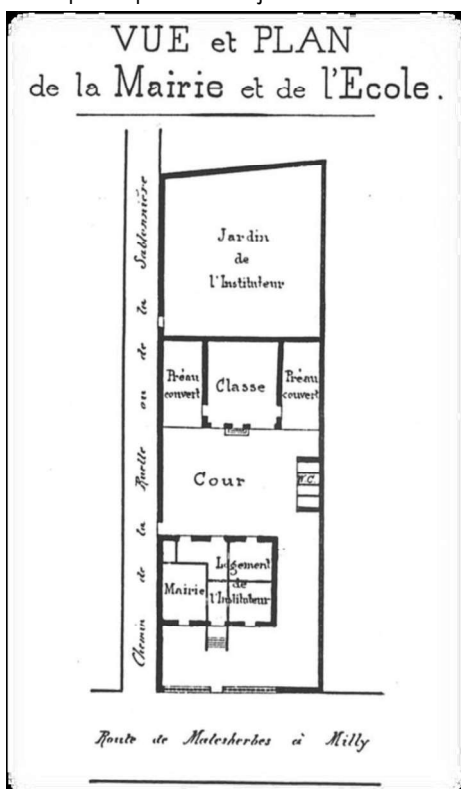 VUE et PLAN
de la Mairie et de l'Ecole.
Jardin
de
l'Instituteur
Préau
couvert
Classe
Préau
couvert
Cour
W.C.
Logement
de
l'Instituteur
Mairie
Chemin de la Ruelle ou de la Sablonnière
Route de Malesherbes à Milly